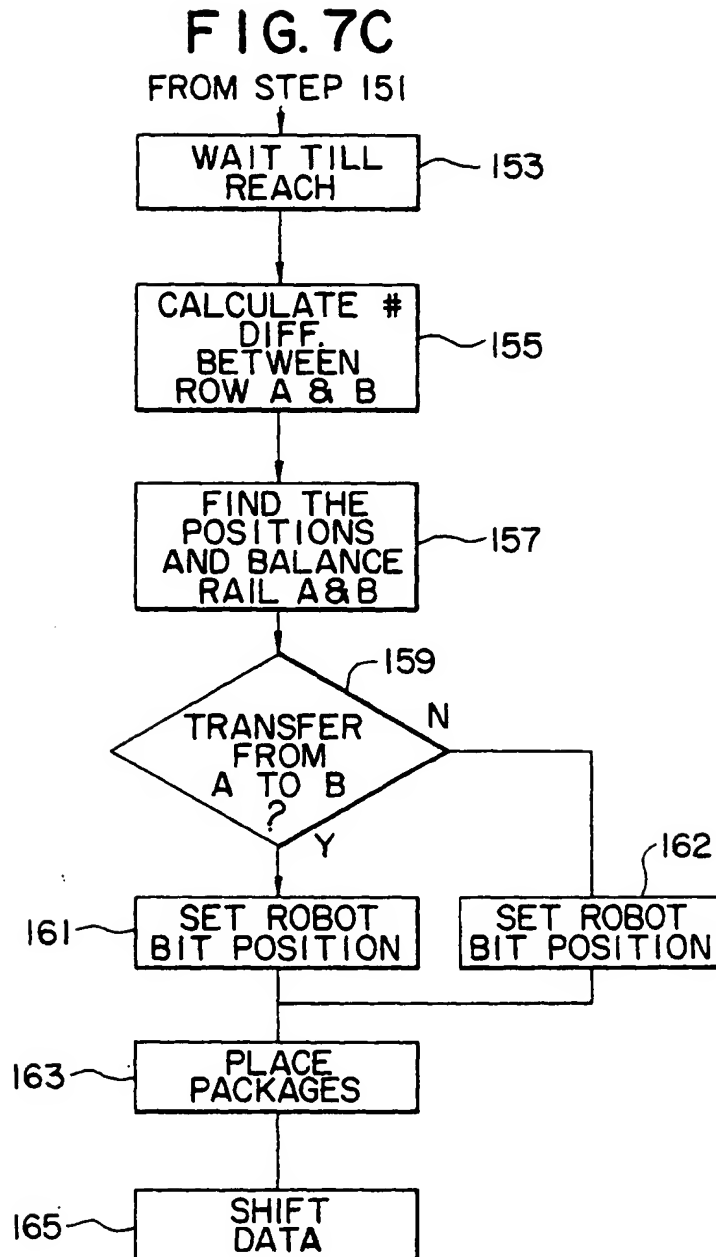 FIG. 7C
FROM STEP 151
WAIT TILL
REACH
153
CALCULATE #
DIFF.
BETWEEN
ROW A & B
155
FIND THE
POSITIONS
AND BALANCE
RAIL A&B
157
159
TRANSFER
FROM
A TO B
?
N
Y
162
161
SET ROBOT
BIT POSITION
SET ROBOT
BIT POSITION
163
PLACE
PACKAGES
165
SHIFT
DATA